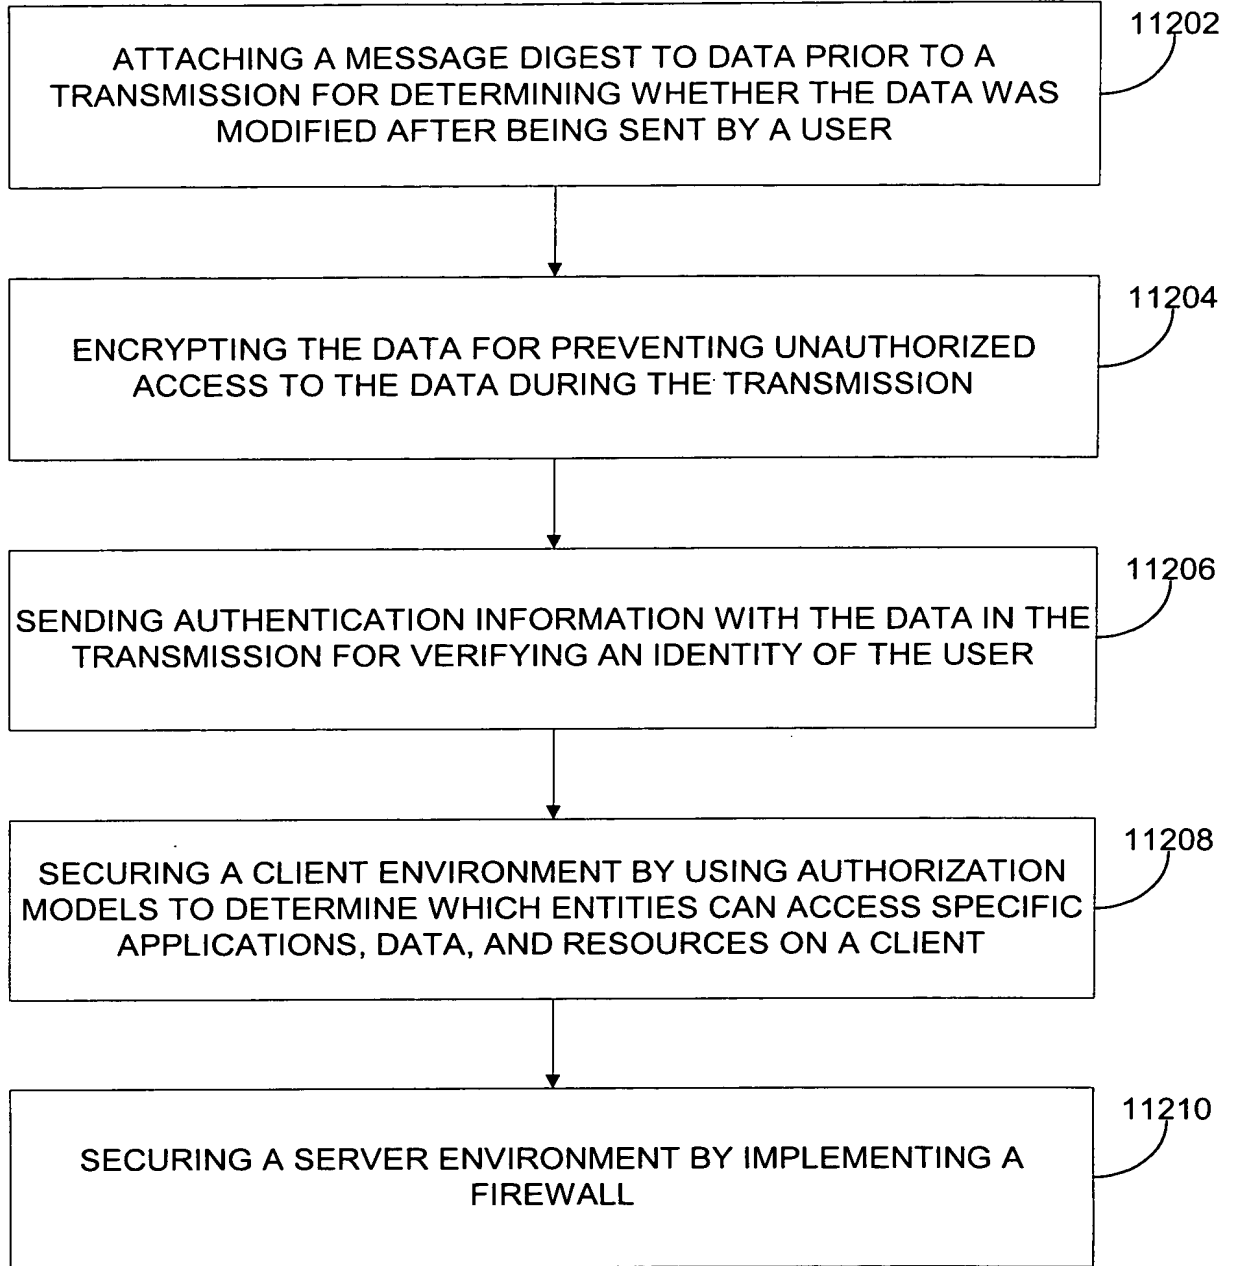 11202
ATTACHING A MESSAGE DIGEST TO DATA PRIOR TO A
TRANSMISSION FOR DETERMINING WHETHER THE DATA WAS
MODIFIED AFTER BEING SENT BY A USER
11204
ENCRYPTING THE DATA FOR PREVENTING UNAUTHORIZED
ACCESS TO THE DATA DURING THE TRANSMISSION
11206
SENDING AUTHENTICATION INFORMATION WITH THE DATA IN THE
TRANSMISSION FOR VERIFYING AN IDENTITY OF THE USER
11208
SECURING A CLIENT ENVIRONMENT BY USING AUTHORIZATION
MODELS TO DETERMINE WHICH ENTITIES CAN ACCESS SPECIFIC
APPLICATIONS, DATA, AND RESOURCES ON A CLIENT
11210
SECURING A SERVER ENVIRONMENT BY IMPLEMENTING A
FIREWALL